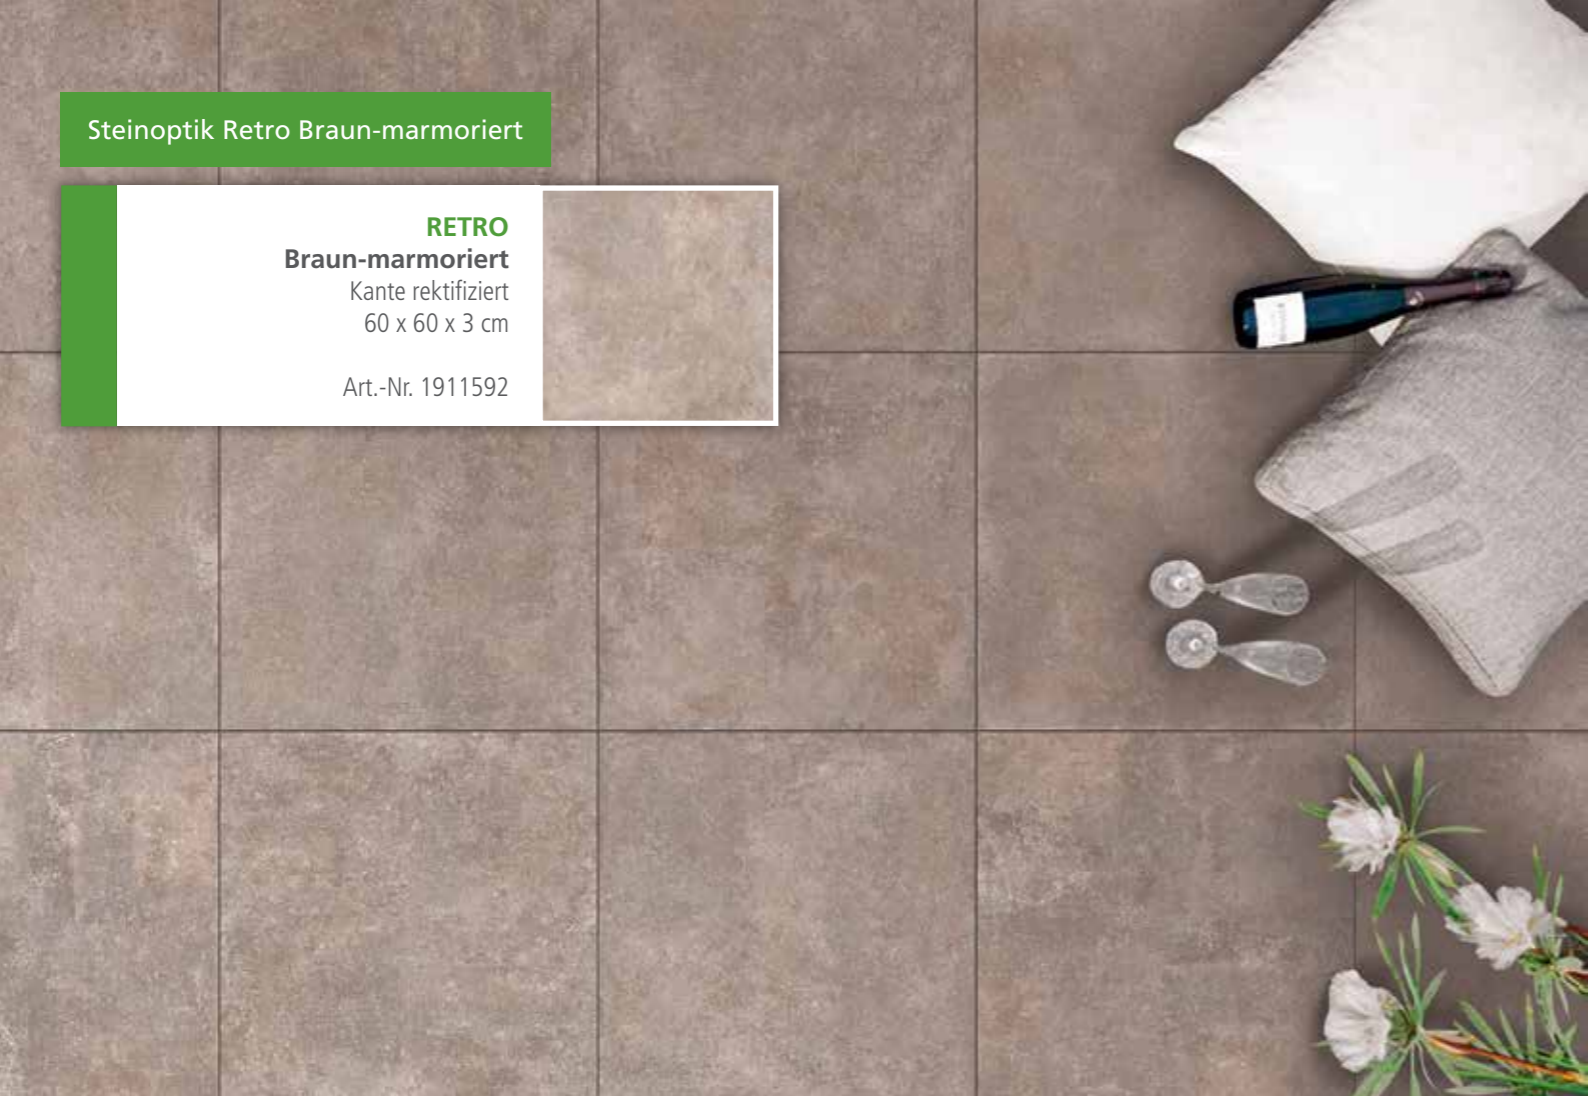 Steinoptik Retro Braun-marmoriert
RETRO
Braun-marmoriert
Kante rektifiziert
60 x 60 x 3 cm
Art.-Nr. 1911592